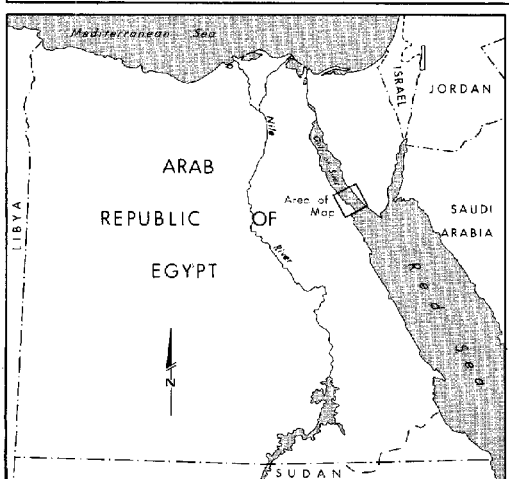 Mediterranean Sea
ISRAEL
JORDAN
Nile
Gulf
ARAB
Area of
Map
SAUDI
ARABIA
LIBYA
REPUBLIC OF
River
EGYPT
Red Sea
N
SUDAN